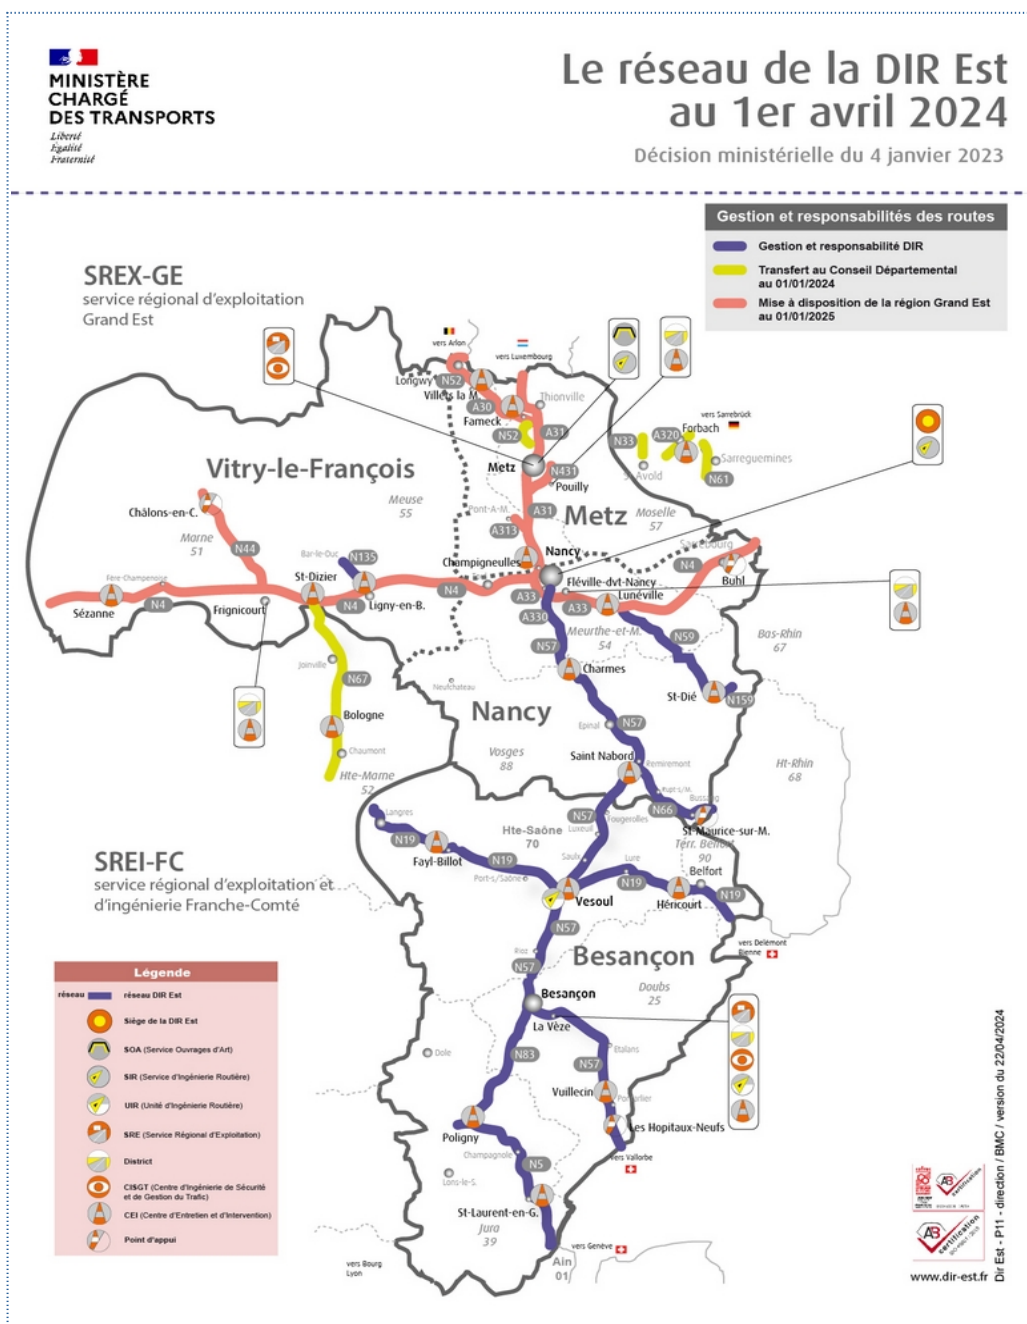 MINISTÈRE
CHARGÉ
DES TRANSPORTS
Liberté
Égalité
Fraternité
Le réseau de la DIR Est
au 1er avril 2024
Décision ministérielle du 4 janvier 2023
Gestion et responsabilités des routes
Gestion et responsabilité DIR
Transfert au Conseil Départemental
au 01/01/2024
Mise à disposition de la région Grand Est
au 01/01/2025
SREX-GE
service régional d'exploitation
Grand Est
vers Arlon
vers Luxembourg
Longwy
N52
Villers la M.
A30
Thionville
Fameck
N52
A31
vers Sarrebrück
N33
A320
Forbach
Sarreguemines
St Avold
N61
Metz
N431
Pouilly
Vitry-le-François
Meuse
55
Pont-A-M.
A31
Metz
Moselle
57
A313
Châlons-en-C.
Marne
51
N44
Bar-le-Duc
N135
Champigneulles
Nancy
Sarrebourg
N4
Buhl
St-Dizier
Fère-Champenoise
N4
Sézanne
Frignicourt
N4
Ligny-en-B.
N4
Fléville-dvt-Nancy
A33
Lunéville
A33
A330
Meurthe-et-M.
54
N57
N59
Bas-Rhin
67
Joinville
N67
Charmes
Neufchateau
St-Dié
N159
Bologne
Nancy
Epinal
N57
Chaumont
Vosges
88
Saint Nabord
Remiremont
Ht-Rhin
68
Hte-Marne
52
Rupt-s/M.
Bussang
N66
St-Maurice-sur-M.
Langres
N57
Fougerolles
Hte-Saône
70
Luxeuil
Terr. Belfort
90
N19
Fayl-Billot
N19
Saulx
Lure
Belfort
Port-s/Saône
N19
Héricourt
N19
SREI-FC
service régional d'exploitation et
d'ingénierie Franche-Comté
Vesoul
N57
vers Delémont
Bienne
Rioz
N57
Besançon
Doubs
25
Besançon
La Vèze
Dole
N83
Etalans
N57
Vuillecin
Pontarlier
Les Hopitaux-Neufs
Poligny
vers Vallorbe
Champagnole
N5
Lons-le-S.
St-Laurent-en-G.
Jura
39
vers Genève
Ain
01
vers Bourg
Lyon
Légende
réseau
réseau DIR Est
Siège de la DIR Est
SOA (Service Ouvrages d'Art)
SIR (Service d'Ingénierie Routière)
UIR (Unité d'Ingénierie Routière)
SRE (Service Régional d'Exploitation)
District
CISGT (Centre d'Ingénierie de Sécurité
et de Gestion du Trafic)
CEI (Centre d'Entretien et d'Intervention)
Point d'appui
AB
certification
AB
certification
www.dir-est.fr
Dir Est - P11 - direction / BMC / version du 22/04/2024